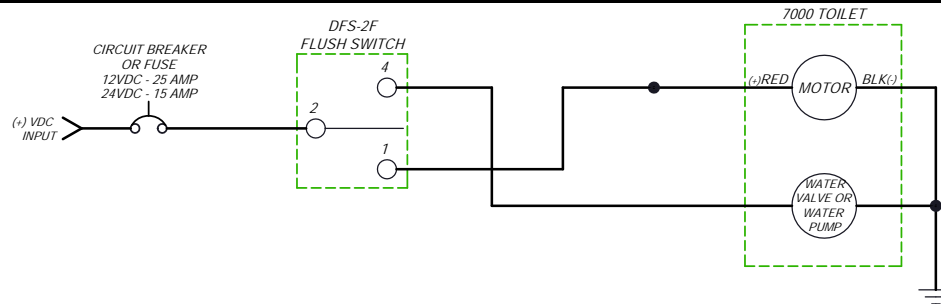 7000 TOILET
DFS-2F
FLUSH SWITCH
CIRCUIT BREAKER
OR FUSE
12VDC - 25 AMP
24VDC - 15 AMP
4
(+)RED
MOTOR
BLK(-)
2
(+) VDC
INPUT
1
WATER
VALVE OR
WATER
PUMP